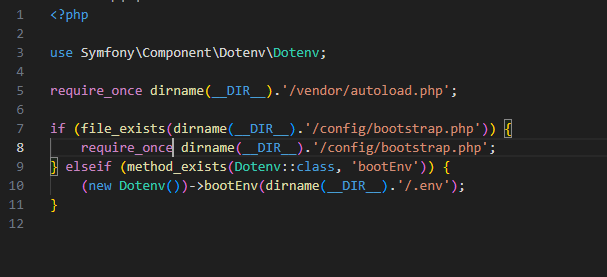 1 <?php
2
3 use Symfony\Component\Dotenv\Dotenv;
4
5 require_once dirname(__DIR__).'/vendor/autoload.php';
6
7 if (file_exists(dirname(__DIR__).'/config/bootstrap.php')) {
8     require_once dirname(__DIR__).'/config/bootstrap.php';
9 } elseif (method_exists(Dotenv::class, 'bootEnv')) {
10     (new Dotenv())->bootEnv(dirname(__DIR__).'/.env');
11 }
12